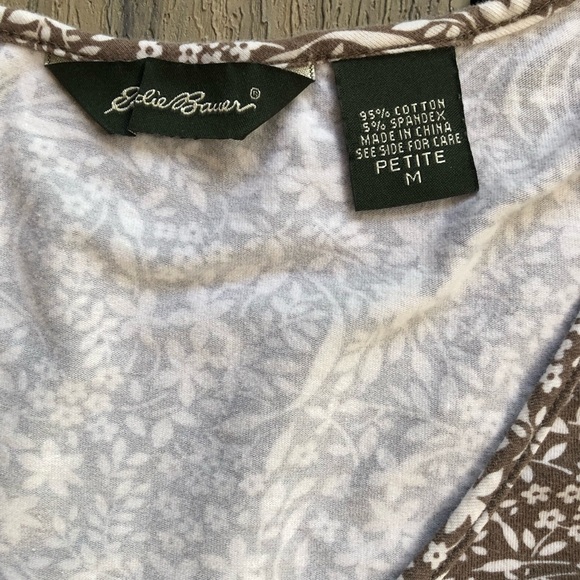 Eddie Bauer®
95% COTTON
5% SPANDEX
MADE IN CHINA
SEE SIDE FOR CARE
PETITE
M